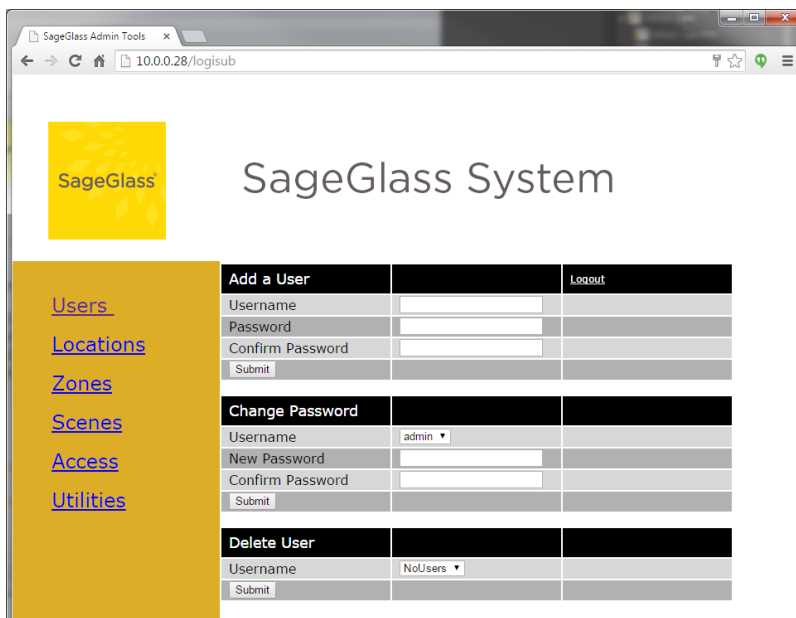 SageGlass Admin Tools
10.0.0.28/logisub
SageGlass®
SageGlass System
Users
Locations
Zones
Scenes
Access
Utilities
Add a User Logout
Username
Password
Confirm Password
Submit
Change Password
Username admin
New Password
Confirm Password
Submit
Delete User
Username NoUsers
Submit